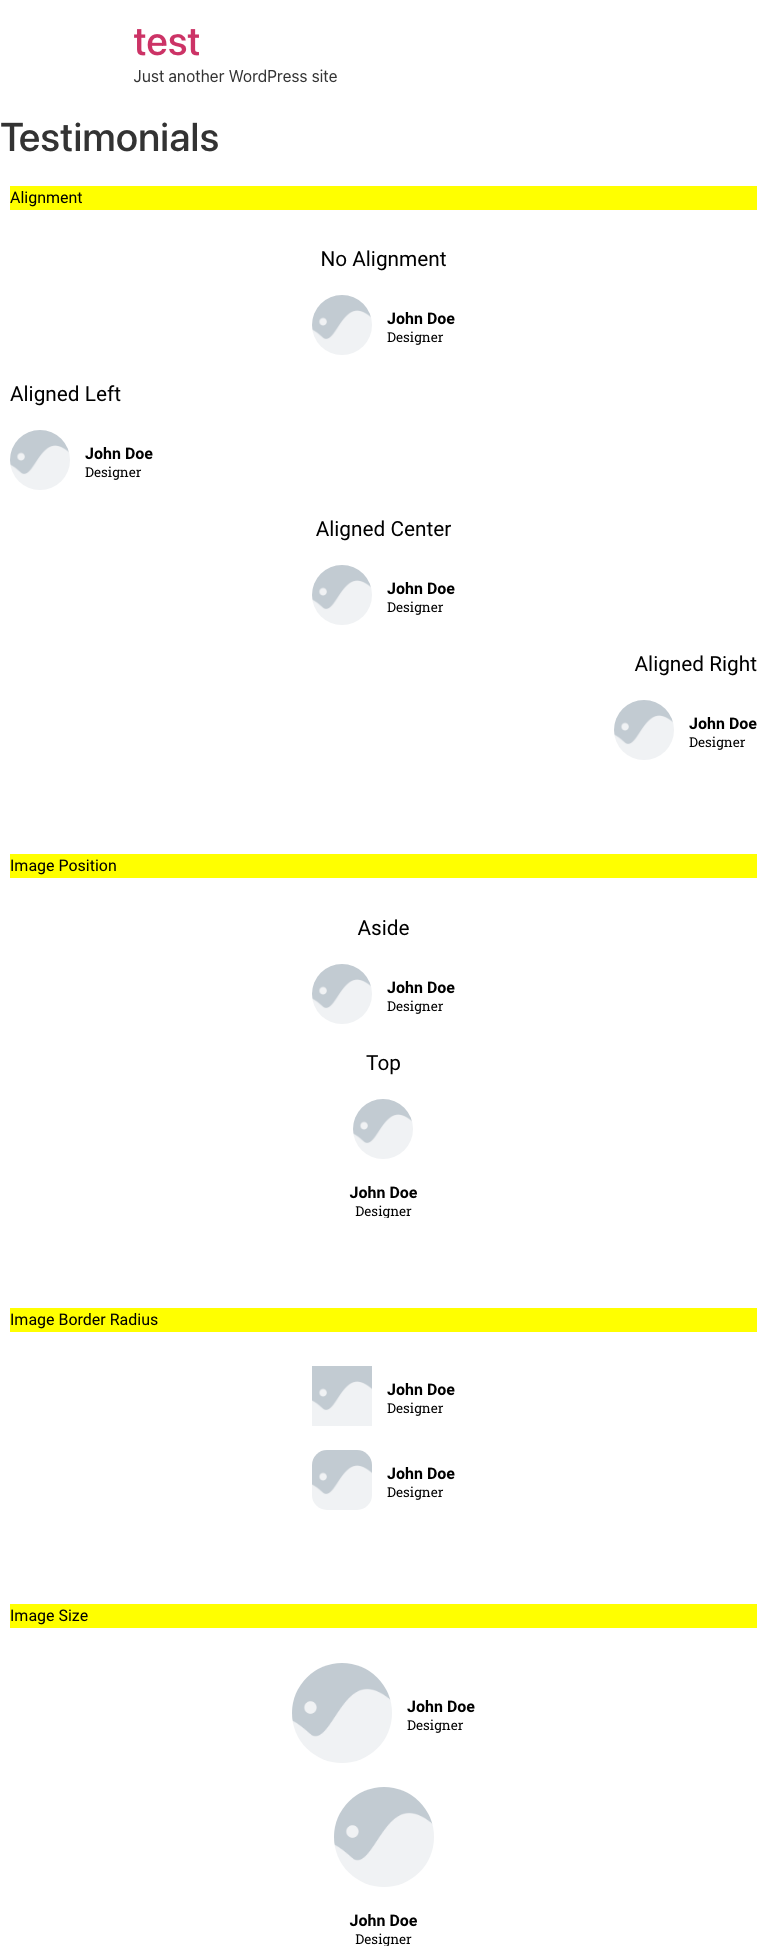 test
Just another WordPress site
Testimonials
Alignment
No Alignment
John Doe
Designer
Aligned Left
John Doe
Designer
Aligned Center
John Doe
Designer
Aligned Right
John Doe
Designer
Image Position
Aside
John Doe
Designer
Top
John Doe
Designer
Image Border Radius
John Doe
Designer
John Doe
Designer
Image Size
John Doe
Designer
John Doe
Designer